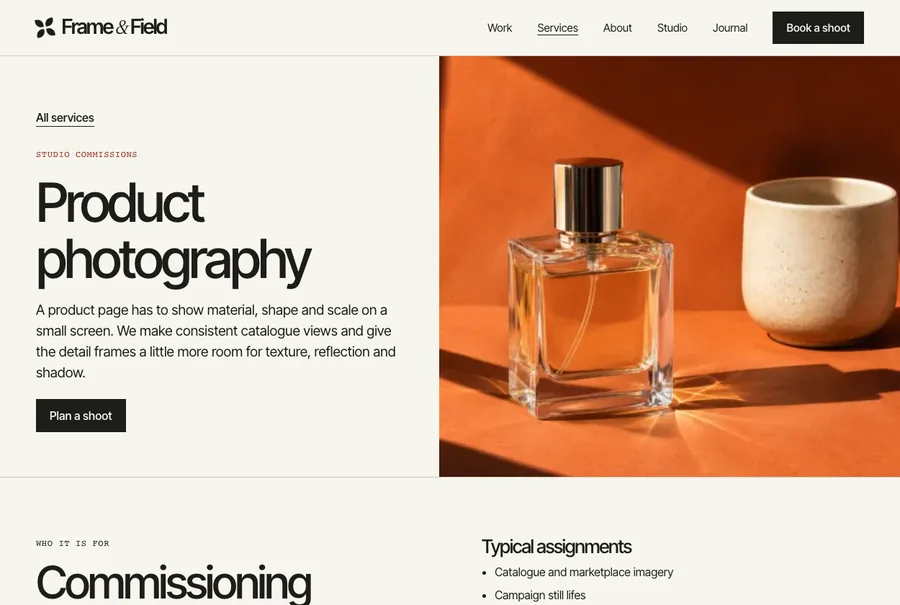 Frame & Field
Work
Services
About
Studio
Journal
Book a shoot
All services
STUDIO COMMISSIONS
Product
photography
A product page has to show material, shape and scale on a
small screen. We make consistent catalogue views and give
the detail frames a little more room for texture, reflection and
shadow.
Plan a shoot
WHO IT IS FOR
Commissioning
Typical assignments
• Catalogue and marketplace imagery
• Campaign still lifes